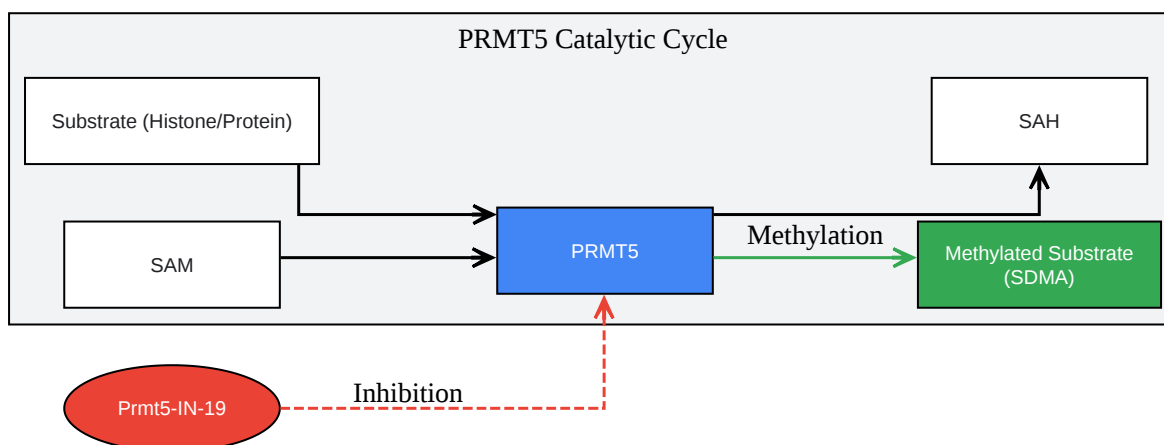 PRMT5 Catalytic Cycle
Substrate (Histone/Protein)
SAH
SAM
PRMT5
Methylation
Methylated Substrate
(SDMA)
Prmt5-IN-19
Inhibition